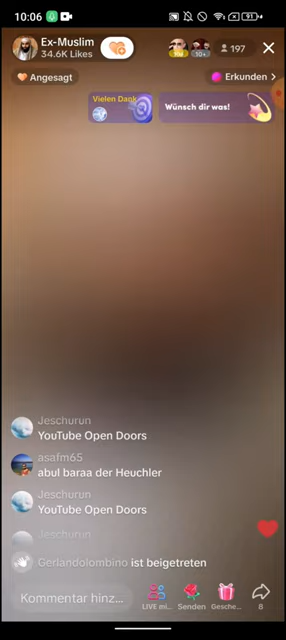 10:06
91
Ex-Muslim
34.6K Likes
10+
197
Angesagt
Erkunden
Vielen Dank
Wünsch dir was!
Jeschurun
YouTube Open Doors
asafm65
abul baraa der Heuchler
Jeschurun
YouTube Open Doors
Jeschurun
Gerlandolombino ist beigetreten
Kommentar hinz...
LIVE mi...
Senden
Gesche...
8